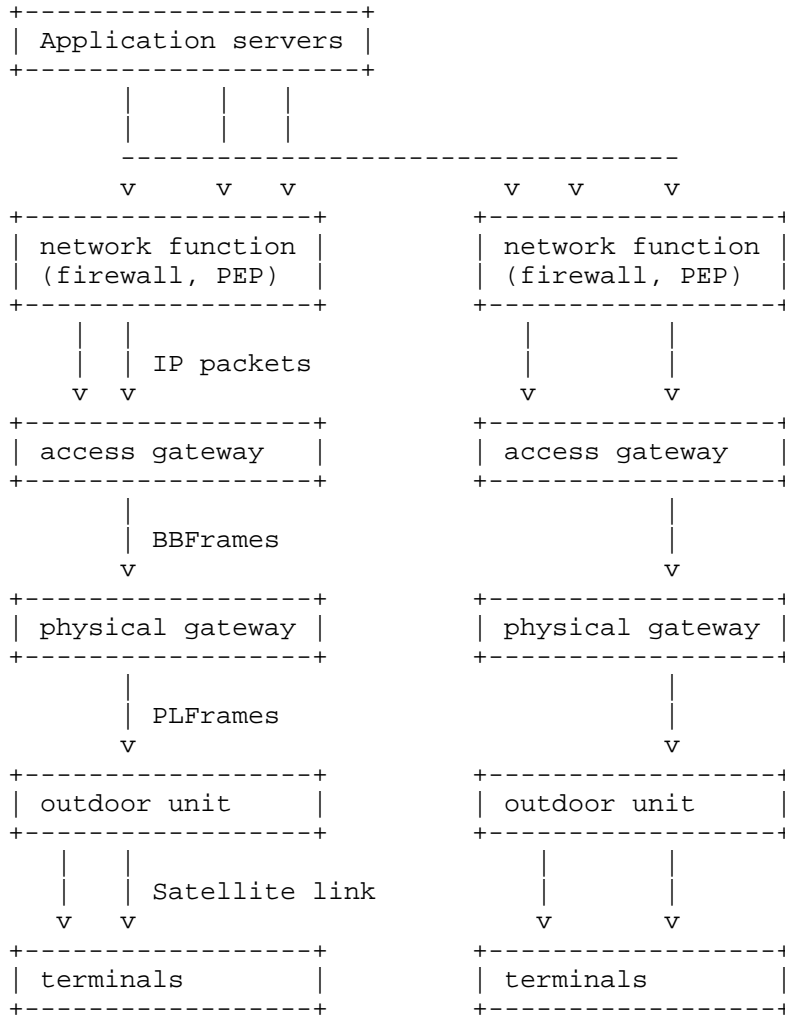 Application servers
network function network function
(firewall, PEP) (firewall, PEP)
IP packets
access gateway access gateway
BBFrames
physical gateway physical gateway
PLFrames
outdoor unit outdoor unit
Satellite link
terminals terminals